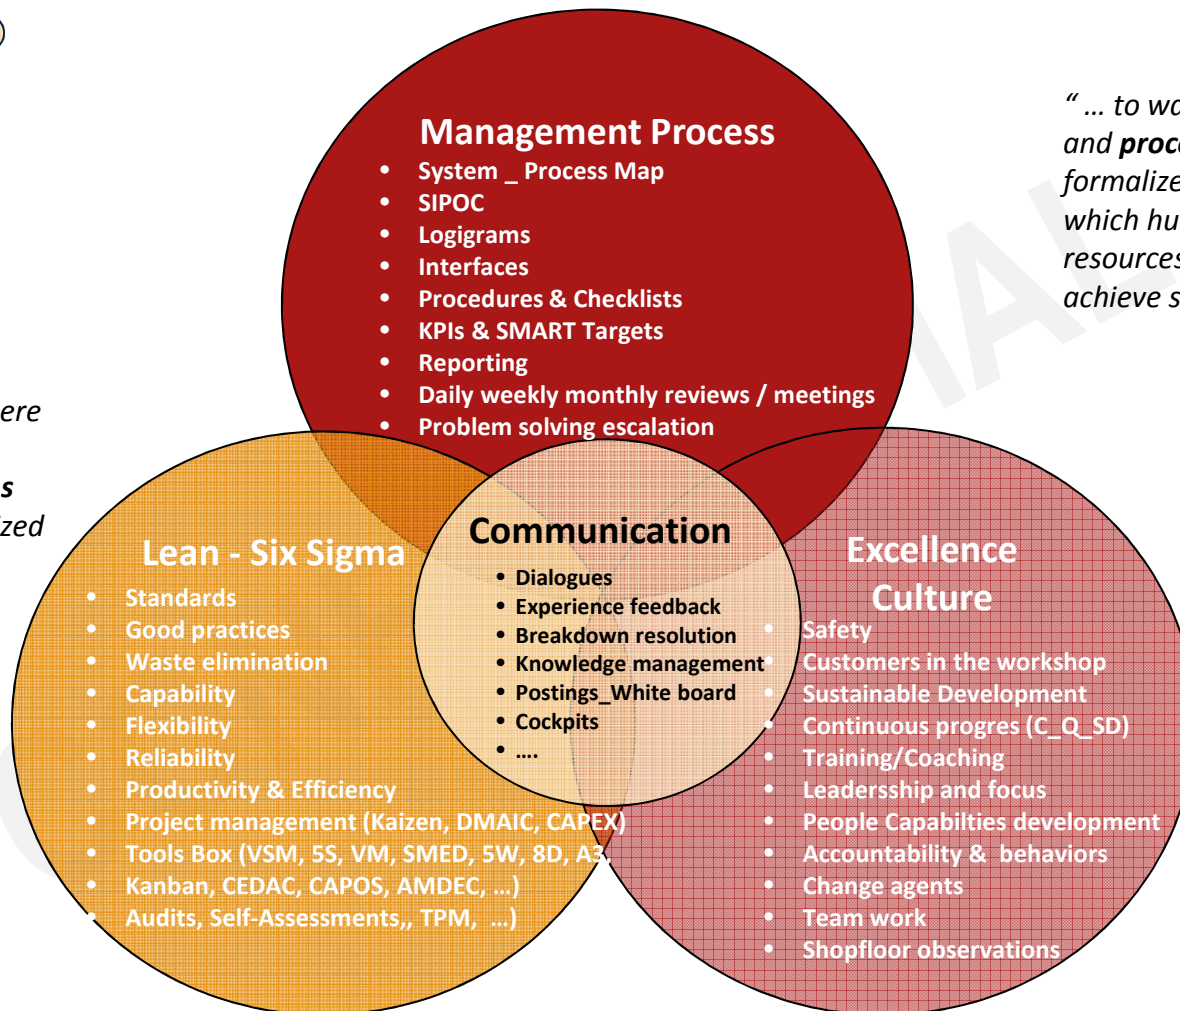 Management Process
• System _ Process Map
• SIPOC
• Logigrams
• Interfaces
• Procedures & Checklists
• KPIs & SMART Targets
• Reporting
• Daily weekly monthly reviews / meetings
• Problem solving escalation
“ … to
and
formalize
which
resources
achieve
ere
s
ized
Lean - Six Sigma
• Standards
• Good practices
• Waste elimination
• Capability
• Flexibility
• Reliability
• Productivity & Efficiency
• Project management (Kaizen, DMAIC, CAPEX)
• Tools Box (VSM, 5S, VM, SMED, 5W, 8D, A3,
• Kanban, CEDAC, CAPOS, AMDEC, …)
• Audits, Self-Assessments,, TPM, …)
Communication
• Dialogues
• Experience feedback
• Breakdown resolution
• Knowledge management
• Postings_White board
• Cockpits
• ….
Excellence
Culture
• Safety
• Customers in the workshop
• Sustainable Development
• Continuous progres (C_Q_SD)
• Training/Coaching
• Leadersship and focus
• People Capabilties development
• Accountability & behaviors
• Change agents
• Team work
• Shopfloor observations